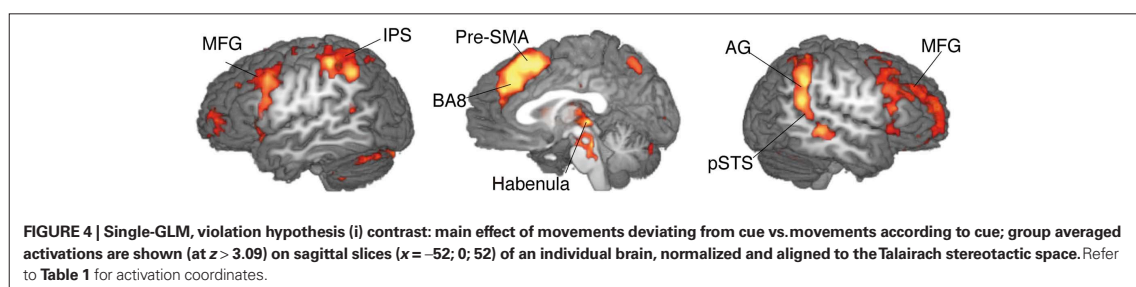 MFG
IPS
Pre-SMA
BA8
Habenula
AG
MFG
pSTS
FIGURE 4 | Single-GLM, violation hypothesis (i) contrast: main effect of movements deviating from cue vs. movements according to cue; group averaged
activations are shown (at z > 3.09) on sagittal slices (x = −52; 0; 52) of an individual brain, normalized and aligned to the Talairach stereotactic space. Refer
to Table 1 for activation coordinates.